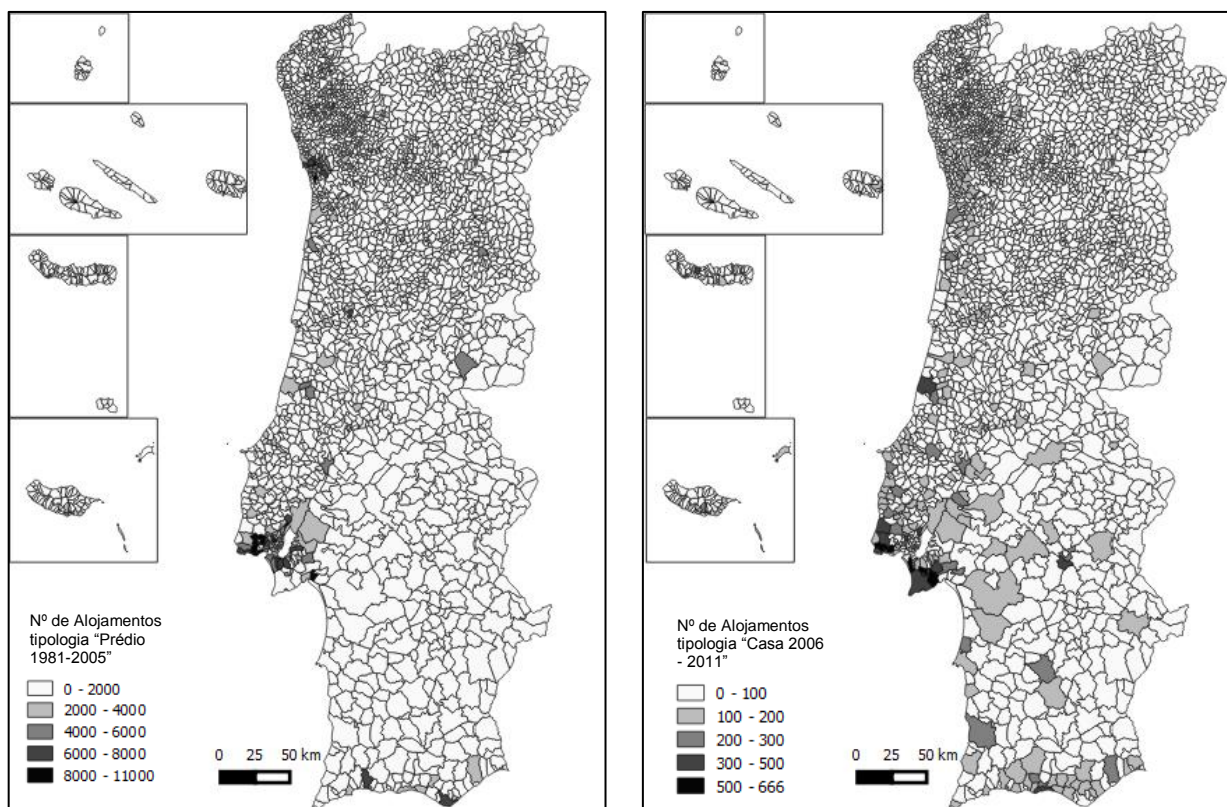 Nº de Alojamentos
tipologia “Prédio
1981-2005”
0 - 2000
2000 - 4000
4000 - 6000
6000 - 8000
8000 - 11000
0 25 50 km
Nº de Alojamentos
tipologia “Casa 2006
- 2011”
0 - 100
100 - 200
200 - 300
300 - 500
500 - 666
0 25 50 km